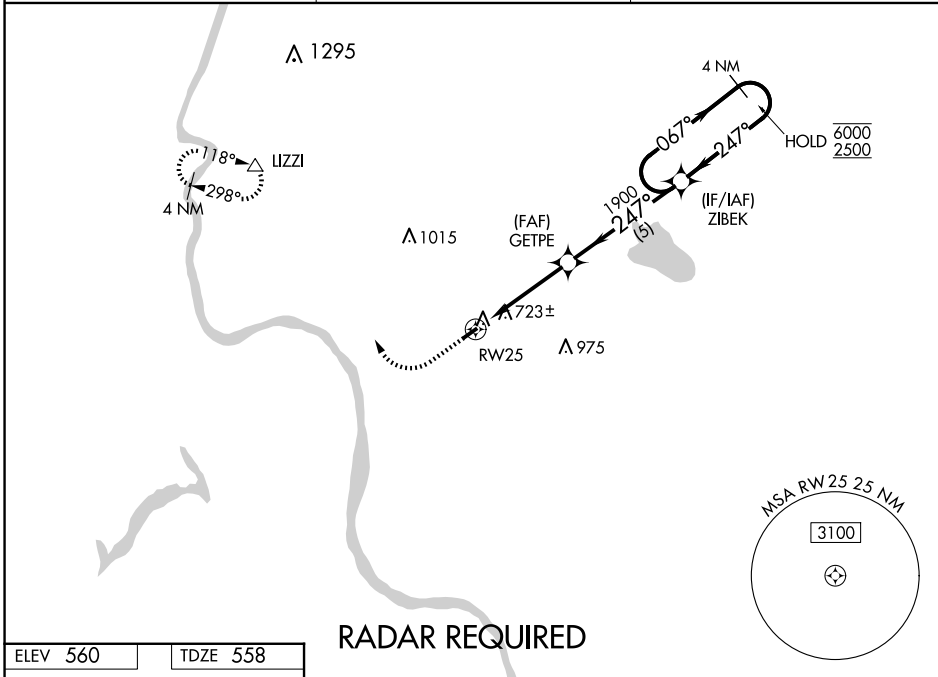 1295
4 NM
067°
247°
HOLD 6000
2500
118°
LIZZI
298°
4 NM
(IF/IAF)
ZIBEK
1900
247°
(5)
(FAF)
GETPE
1015
723±
RW25
975
MSA RW25 25 NM
3100
RADAR REQUIRED
ELEV 560
TDZE 558